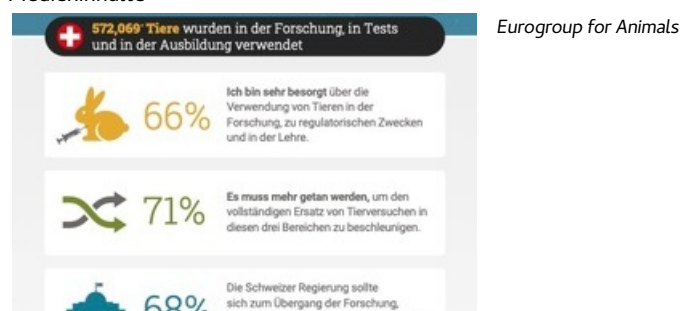 Medieninhalte
572,069* Tiere wurden in der Forschung, in Tests
und in der Ausbildung verwendet
Eurogroup for Animals
66%
Ich bin sehr besorgt über die
Verwendung von Tieren in der
Forschung, zu regulatorischen Zwecken
und in der Lehre.
71%
Es muss mehr getan werden, um den
vollständigen Ersatz von Tierversuchen in
diesen drei Bereichen zu beschleunigen.
68%
Die Schweizer Regierung sollte
sich zum Übergang der Forschung,